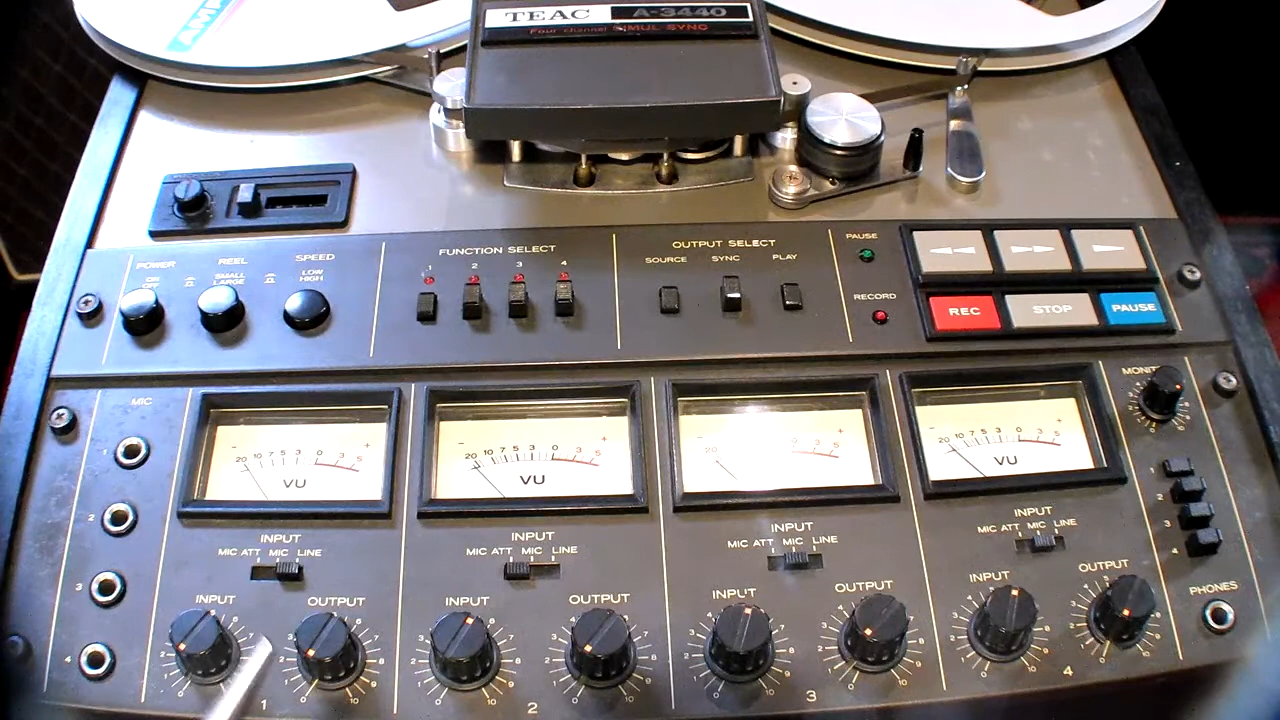 AMP
TEAC A-3440
Four channel SIMUL-SYNC
POWER
ON
OFF
REEL
SMALL
LARGE
SPEED
LOW
HIGH
FUNCTION SELECT
1 2 3 4
OUTPUT SELECT
SOURCE SYNC PLAY
PAUSE
RECORD
REC STOP PAUSE
MIC
1
2
3
4
- +
20 10 7 5 3 0 3 5
VU
- +
20 10 7 5 3 0 3 5
VU
20 0 3 5
- +
20 10 7 5 3 0 3 5
VU
1
2
3
4
INPUT
MIC ATT MIC LINE
INPUT
MIC ATT MIC LINE
INPUT
MIC ATT MIC LINE
INPUT
MIC ATT MIC LINE
INPUT OUTPUT
INPUT OUTPUT
INPUT OUTPUT
INPUT OUTPUT
PHONES
1 2 3 4